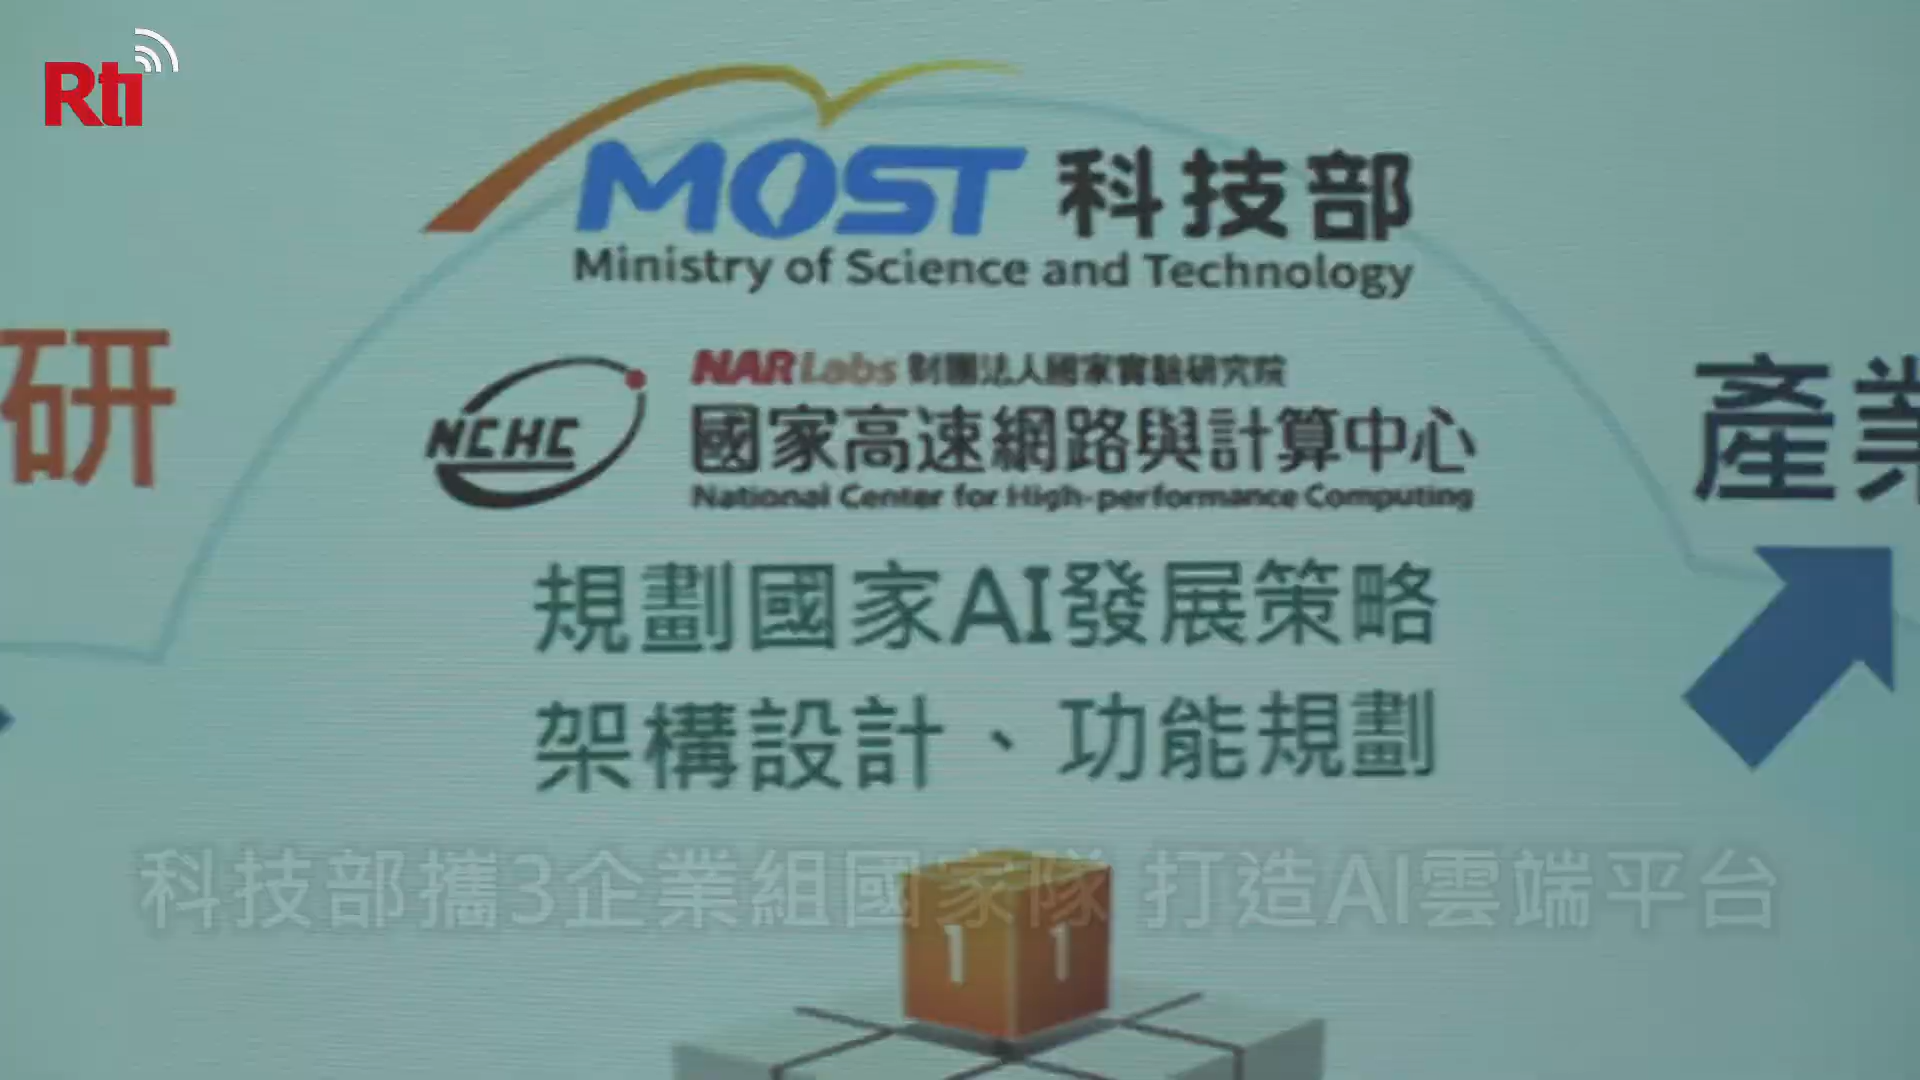 Rti
MOST 科技部
Ministry of Science and Technology
研
NCHC
NARLabs 財團法人國家實驗研究院
國家高速網路與計算中心
National Center for High-performance Computing
產業
規劃國家AI發展策略
架構設計、功能規劃
科技部攜3企業組國家隊 打造AI雲端平台
1 1